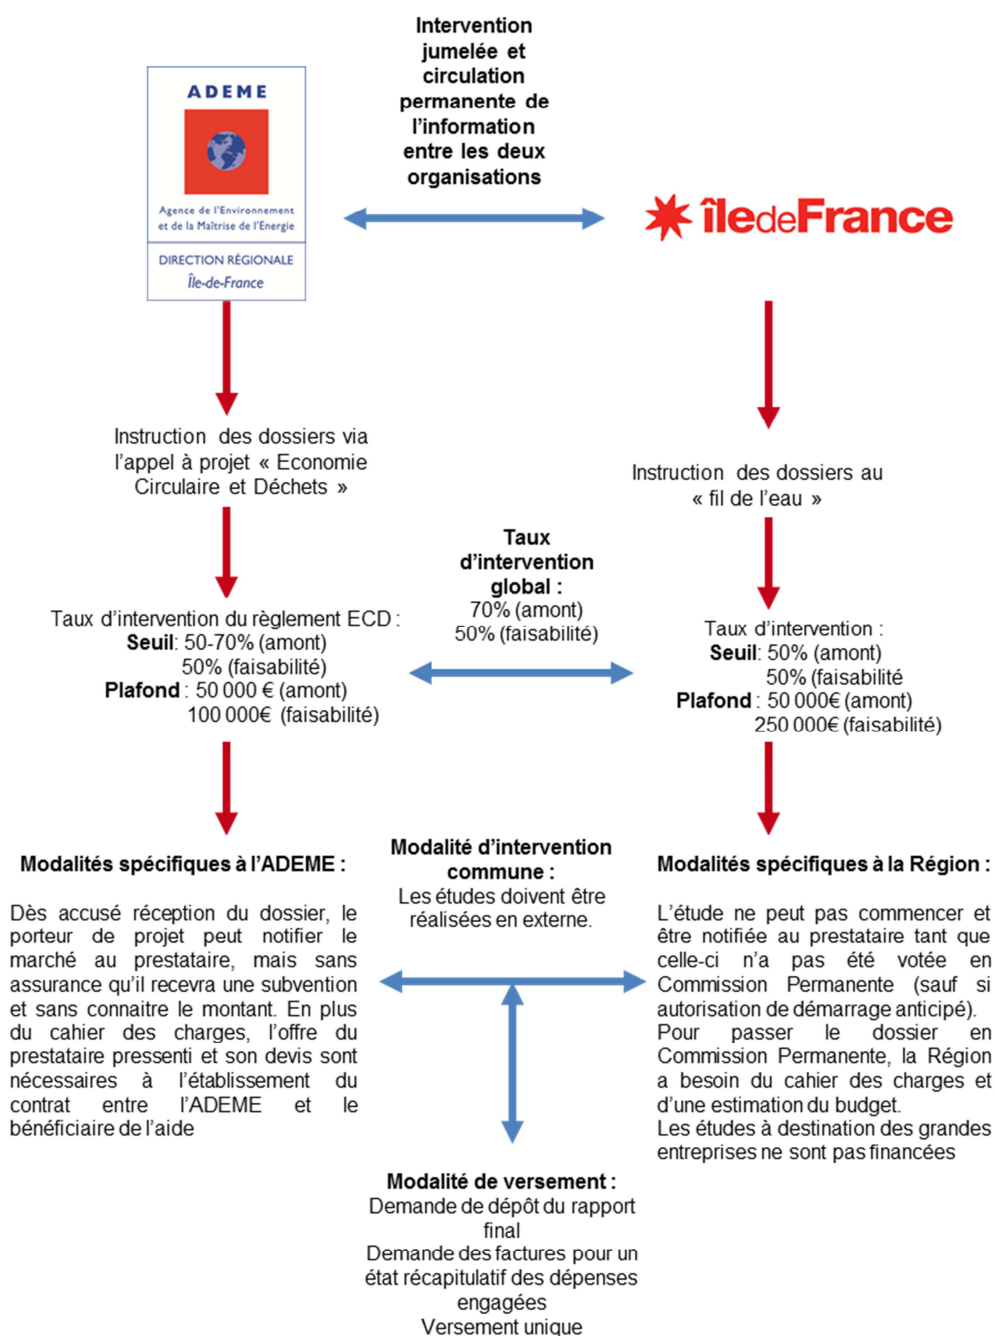 Intervention
jumelée et
circulation
permanente de
l'information
entre les deux
organisations
ADEME
Agence de l'Environnement
et de la Maîtrise de l'Energie
DIRECTION RÉGIONALE
Île-de-France
îledeFrance
Instruction des dossiers via
l'appel à projet « Economie
Circulaire et Déchets »
Instruction des dossiers au
« fil de l'eau »
Taux
d'intervention
global :
70% (amont)
50% (faisabilité)
Taux d'intervention du règlement ECD :
Seuil: 50-70% (amont)
50% (faisabilité)
Plafond : 50 000 € (amont)
100 000€ (faisabilité)
Taux d'intervention :
Seuil: 50% (amont)
50% (faisabilité
Plafond : 50 000€ (amont)
250 000€ (faisabilité)
Modalités spécifiques à l'ADEME :
Dès accusé réception du dossier, le
porteur de projet peut notifier le
marché au prestataire, mais sans
assurance qu'il recevra une subvention
et sans connaitre le montant. En plus
du cahier des charges, l'offre du
prestataire pressenti et son devis sont
nécessaires à l'établissement du
contrat entre l'ADEME et le
bénéficiaire de l'aide
Modalité d'intervention
commune :
Les études doivent être
réalisées en externe.
Modalités spécifiques à la Région :
L'étude ne peut pas commencer et
être notifiée au prestataire tant que
celle-ci n'a pas été votée en
Commission Permanente (sauf si
autorisation de démarrage anticipé).
Pour passer le dossier en
Commission Permanente, la Région
a besoin du cahier des charges et
d'une estimation du budget.
Les études à destination des grandes
entreprises ne sont pas financées
Modalité de versement :
Demande de dépôt du rapport
final
Demande des factures pour un
état récapitulatif des dépenses
engagées
Versement unique